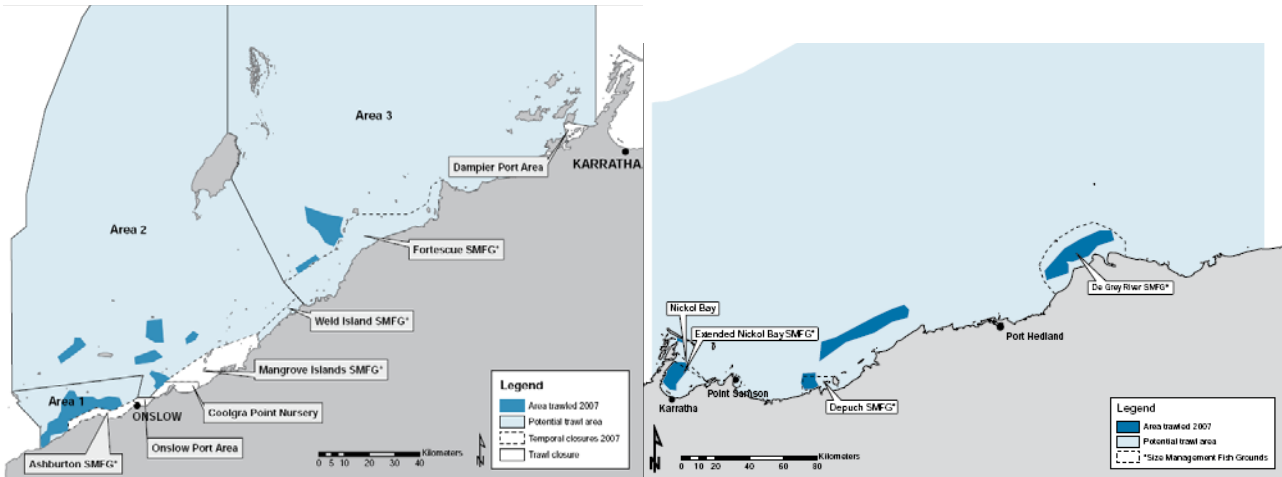 Area 3
KARRATHA
Dampier Port Area
Area 2
Fortescue SMFG*
Weld Island SMFG*
Mangrove Islands SMFG*
Area 1
ONSLOW
Coolgra Point Nursery
Onslow Port Area
Ashburton SMFG*
N
0 5 10 20 30 40
Kilometers
Legend
Area trawled 2007
Potential trawl area
Temporal closures 2007
Trawl closure
De Grey River SMFG*
Nickol Bay
Extended Nickol Bay SMFG*
Port Hedland
Point Samson
Karratha
Depuch SMFG*
N
0 5 10 20 40 60 80
Kilometers
Legend
Area trawled 2007
Potential trawl area
*Size Management Fish Grounds